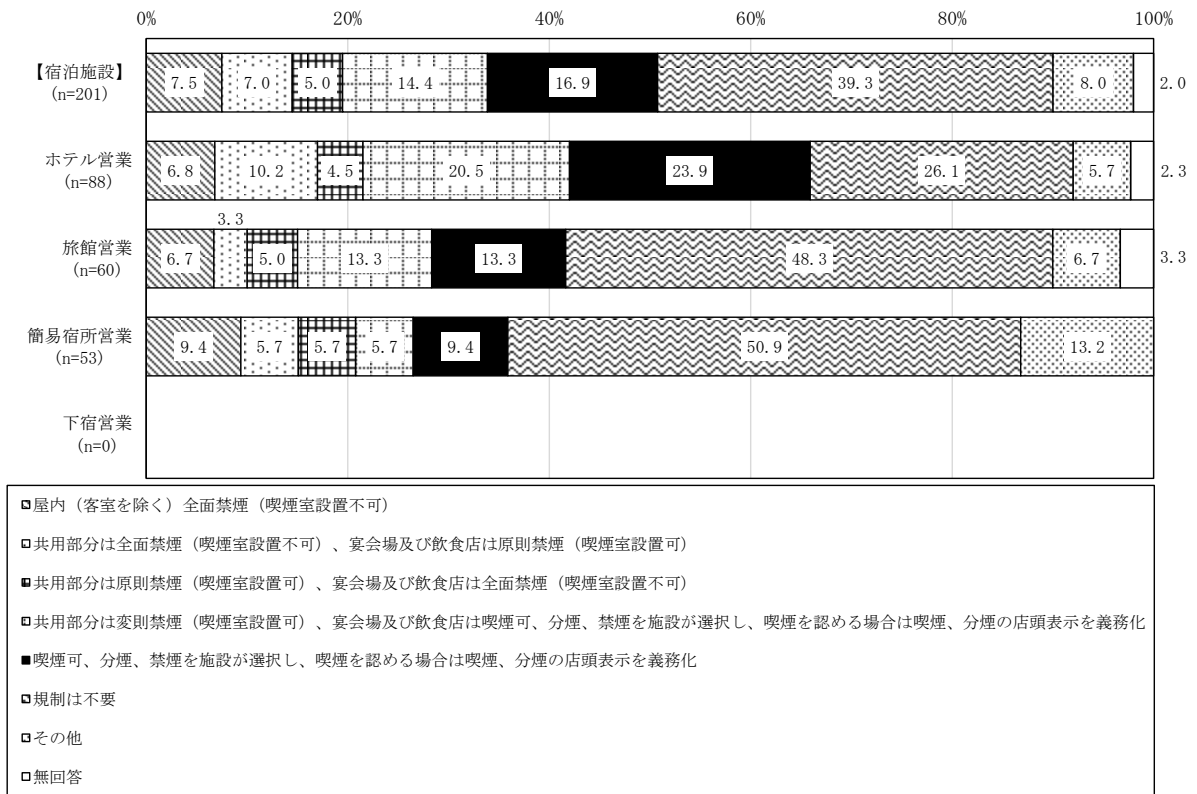 0% 20% 40% 60% 80% 100%
【宿泊施設】
(n=201)
7.5 7.0 5.0 14.4 16.9 39.3 8.0 2.0
ホテル営業
(n=88)
6.8 10.2 4.5 20.5 23.9 26.1 5.7 2.3
3.3
旅館営業
(n=60)
6.7 5.0 13.3 13.3 48.3 6.7 3.3
簡易宿所営業
(n=53)
9.4 5.7 5.7 5.7 9.4 50.9 13.2
下宿営業
(n=0)
屋内（客室を除く）全面禁煙（喫煙室設置不可）
共用部分は全面禁煙（喫煙室設置不可）、宴会場及び飲食店は原則禁煙（喫煙室設置可）
共用部分は原則禁煙（喫煙室設置可）、宴会場及び飲食店は全面禁煙（喫煙室設置不可）
共用部分は変則禁煙（喫煙室設置可）、宴会場及び飲食店は喫煙可、分煙、禁煙を施設が選択し、喫煙を認める場合は喫煙、分煙の店頭表示を義務化
喫煙可、分煙、禁煙を施設が選択し、喫煙を認める場合は喫煙、分煙の店頭表示を義務化
規制は不要
その他
無回答